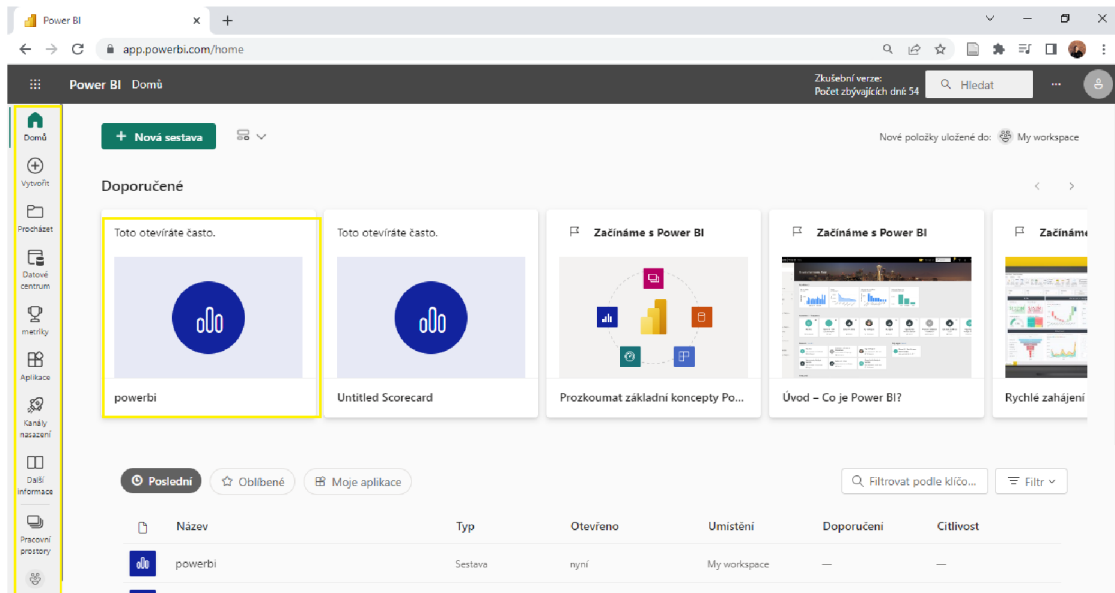 Power BI
app.powerbi.com/home
Power BI Domů
Zkušební verze:
Počet zbývajících dní: 54
Hledat
Domů
Vytvořit
Procházet
Datové
centrum
metriky
Aplikace
Kanály
nasazení
Další
informace
Pracovní
prostory
+ Nová sestava
Nové položky uložené do: My workspace
Doporučené
Toto otevíráte často.
powerbi
Toto otevíráte často.
Untitled Scorecard
Začínáme s Power BI
Prozkoumat základní koncepty Po...
Začínáme s Power BI
Úvod – Co je Power BI?
Začínáme
Rychlé zahájení
Poslední
Oblíbené
Moje aplikace
Filtrovat podle klíčo...
Filtr
Název Typ Otevřeno Umístění Doporučení Citlivost
powerbi Sestava nyní My workspace — —